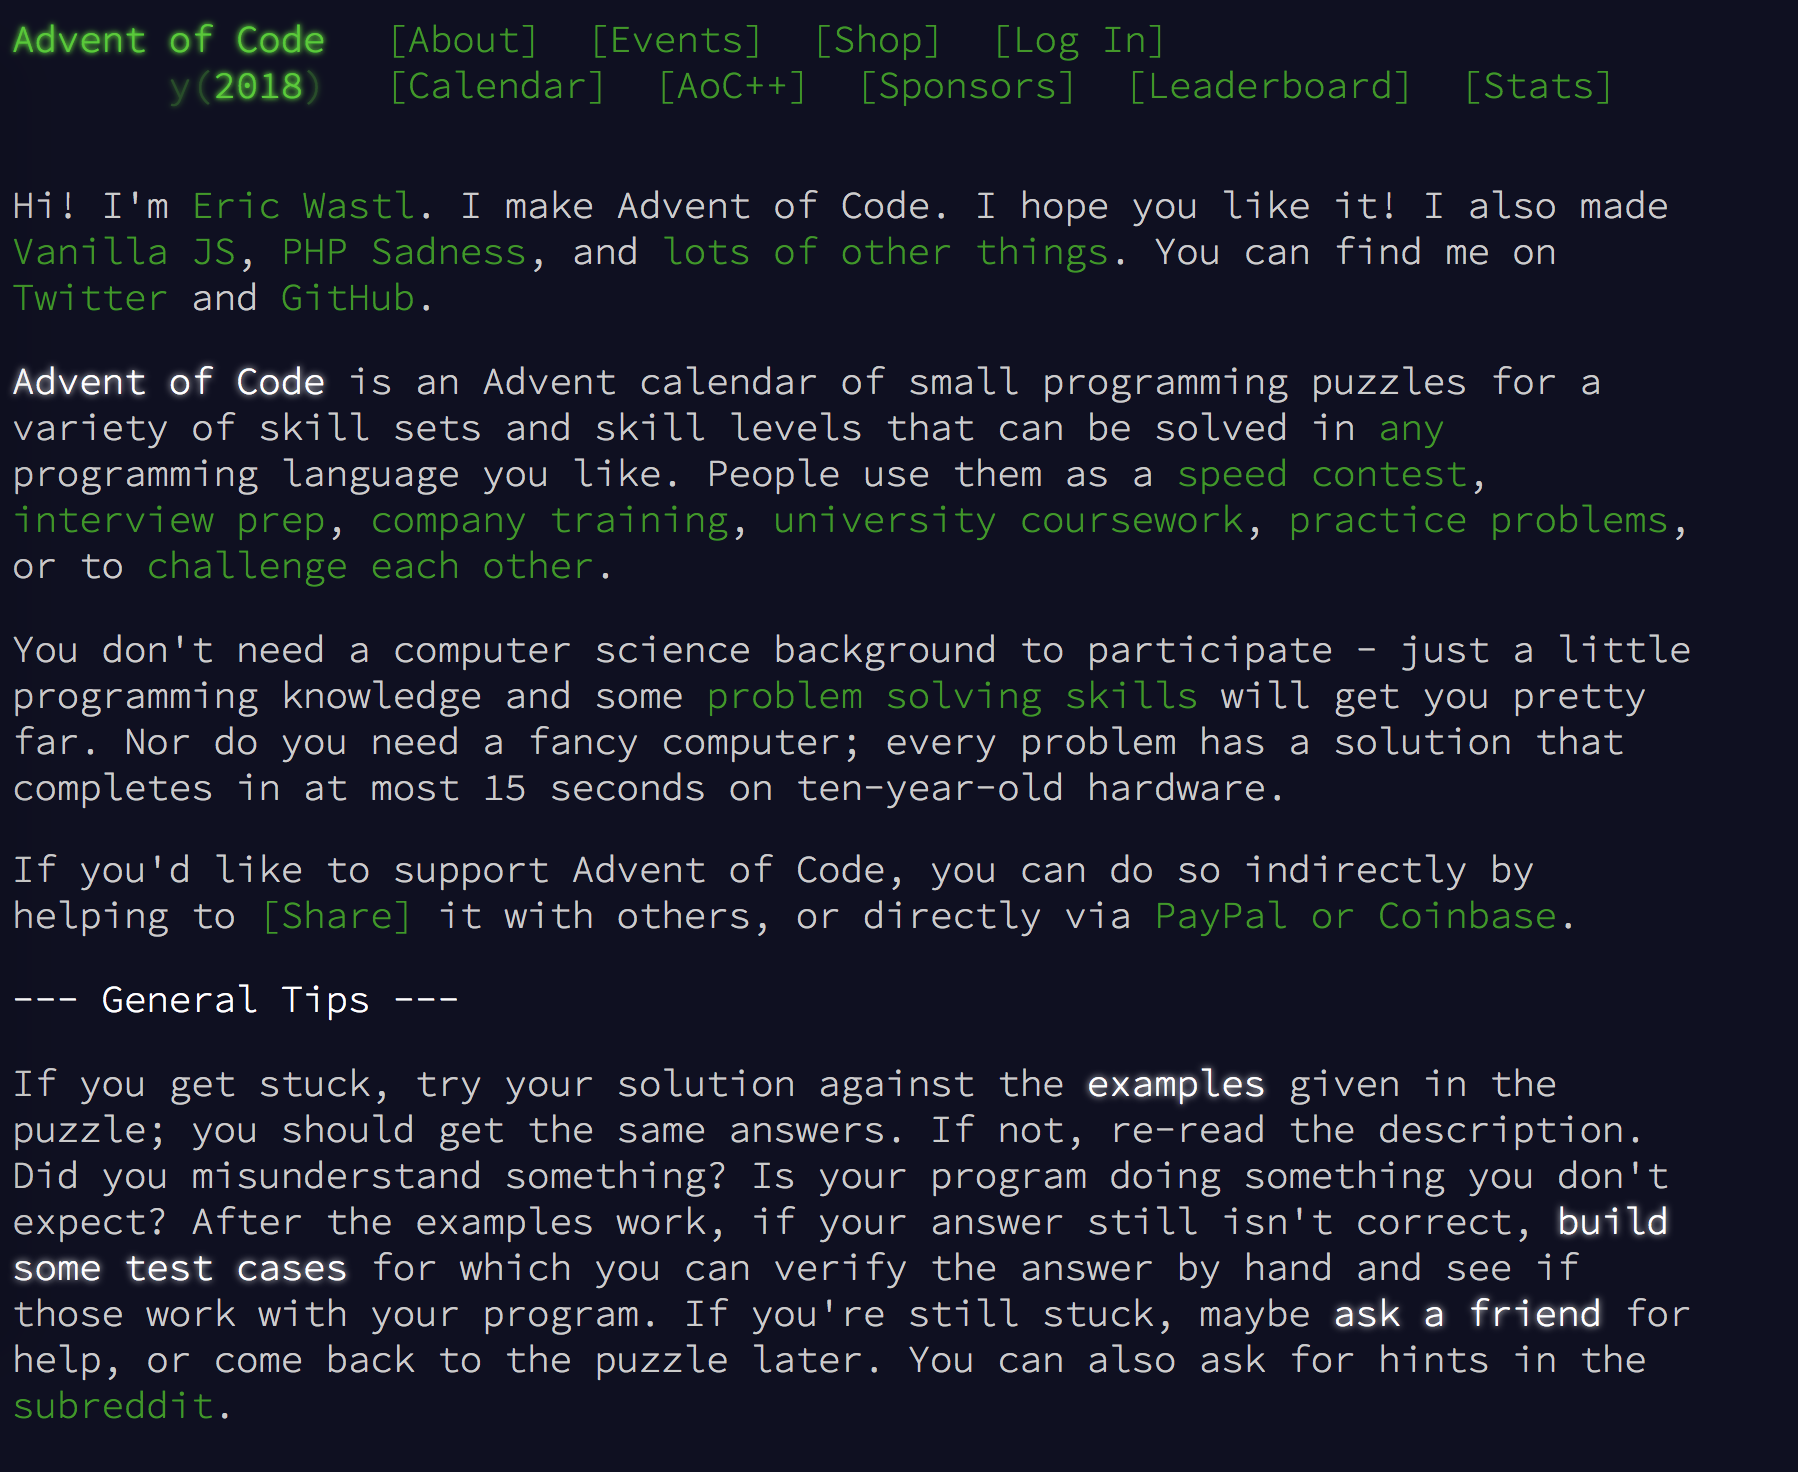 Advent of Code [About] [Events] [Shop] [Log In]
y(2018) [Calendar] [AoC++] [Sponsors] [Leaderboard] [Stats]
Hi! I'm Eric Wastl. I make Advent of Code. I hope you like it! I also made
Vanilla JS, PHP Sadness, and lots of other things. You can find me on
Twitter and GitHub.
Advent of Code is an Advent calendar of small programming puzzles for a
variety of skill sets and skill levels that can be solved in any
programming language you like. People use them as a speed contest,
interview prep, company training, university coursework, practice problems,
or to challenge each other.
You don't need a computer science background to participate - just a little
programming knowledge and some problem solving skills will get you pretty
far. Nor do you need a fancy computer; every problem has a solution that
completes in at most 15 seconds on ten-year-old hardware.
If you'd like to support Advent of Code, you can do so indirectly by
helping to [Share] it with others, or directly via PayPal or Coinbase.
--- General Tips ---
If you get stuck, try your solution against the examples given in the
puzzle; you should get the same answers. If not, re-read the description.
Did you misunderstand something? Is your program doing something you don't
expect? After the examples work, if your answer still isn't correct, build
some test cases for which you can verify the answer by hand and see if
those work with your program. If you're still stuck, maybe ask a friend for
help, or come back to the puzzle later. You can also ask for hints in the
subreddit.